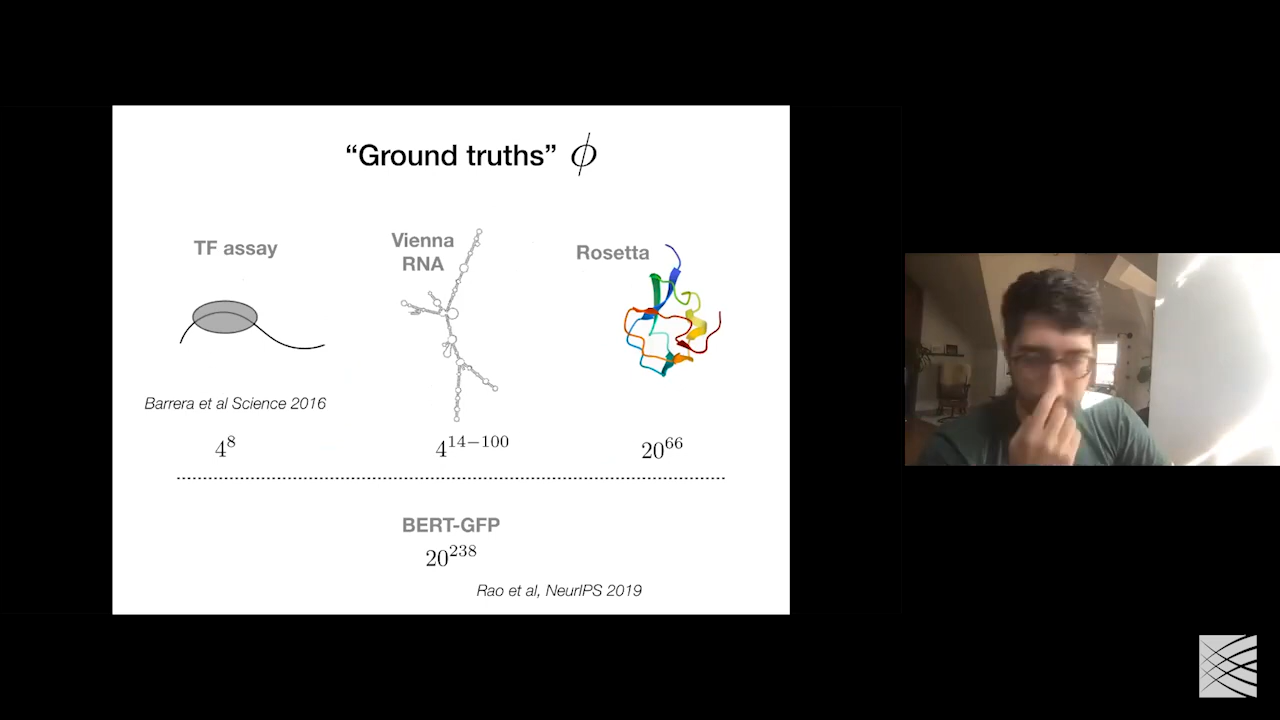 “Ground truths” ϕ
TF assay
Vienna
RNA
Rosetta
Barrera et al Science 2016
4^8
4^{14−100}
20^{66}
BERT-GFP
20^{238}
Rao et al, NeurIPS 2019